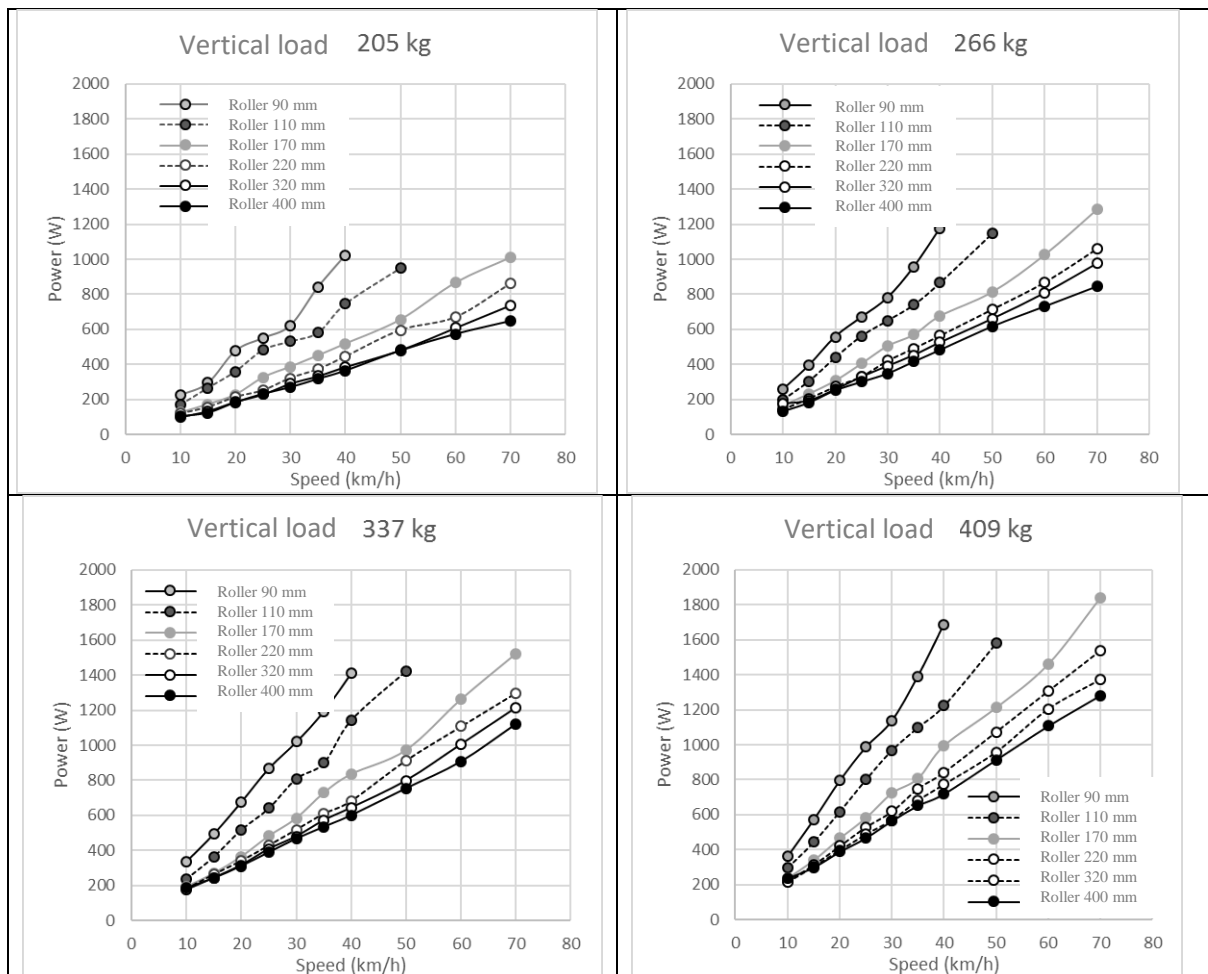 Vertical load 205 kg
Power (W)
2000
1800
1600
1400
1200
1000
800
600
400
200
0
Roller 90 mm
Roller 110 mm
Roller 170 mm
Roller 220 mm
Roller 320 mm
Roller 400 mm
0 10 20 30 40 50 60 70 80
Speed (km/h)
Vertical load 266 kg
Power (W)
2000
1800
1600
1400
1200
1000
800
600
400
200
0
Roller 90 mm
Roller 110 mm
Roller 170 mm
Roller 220 mm
Roller 320 mm
Roller 400 mm
0 10 20 30 40 50 60 70 80
Speed (km/h)
Vertical load 337 kg
Power (W)
2000
1800
1600
1400
1200
1000
800
600
400
200
0
Roller 90 mm
Roller 110 mm
Roller 170 mm
Roller 220 mm
Roller 320 mm
Roller 400 mm
0 10 20 30 40 50 60 70 80
Speed (km/h)
Vertical load 409 kg
Power (W)
2000
1800
1600
1400
1200
1000
800
600
400
200
0
Roller 90 mm
Roller 110 mm
Roller 170 mm
Roller 220 mm
Roller 320 mm
Roller 400 mm
0 10 20 30 40 50 60 70 80
Speed (km/h)